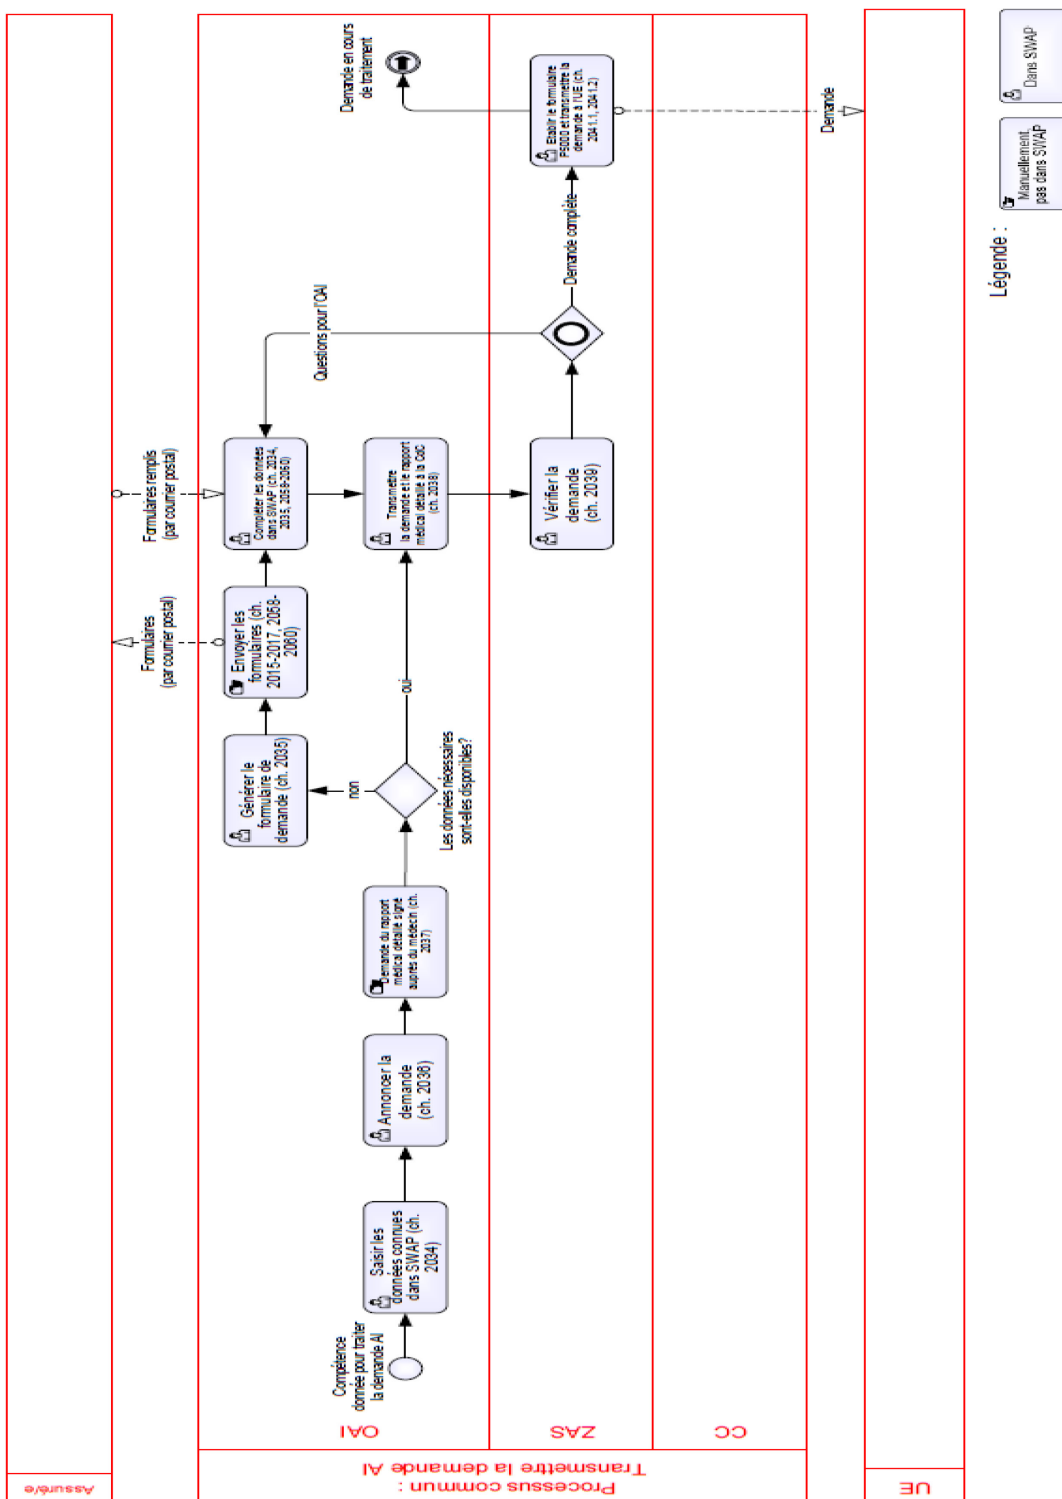 Assuré/e
Processus commun :
Transmettre la demande AI
OAI
ZAS
CC
UE
Compétence
donnée pour traiter
la demande AI
Saisir les
données connues
dans SWAP (ch.
2034)
Annoncer la
demande
(ch. 2036)
Demande du rapport
médical détaillé signé
auprès du médecin (ch.
2037)
Les données nécessaires
sont-elles disponibles?
non
oui
Générer le
formulaire de
demande (ch. 2035)
Envoyer les
formulaires (ch.
2015-2017, 2058-
2060)
Formulaires
(par courrier postal)
Formulaires remplis
(par courrier postal)
Compléter les données
dans SWAP (ch. 2034,
2035, 2058-2060)
Transmettre
la demande et le rapport
médical détaillé à la CdC
(ch. 2038)
Vérifier la
demande
(ch. 2039)
Questions pour l'OAI
Demande complète
Etablir le formulaire
P5000 et transmettre la
demande à l'UE (ch.
2041.1, 2041.2)
Demande en cours
de traitement
Demande
Légende :
Manuellement,
pas dans SWAP
Dans SWAP